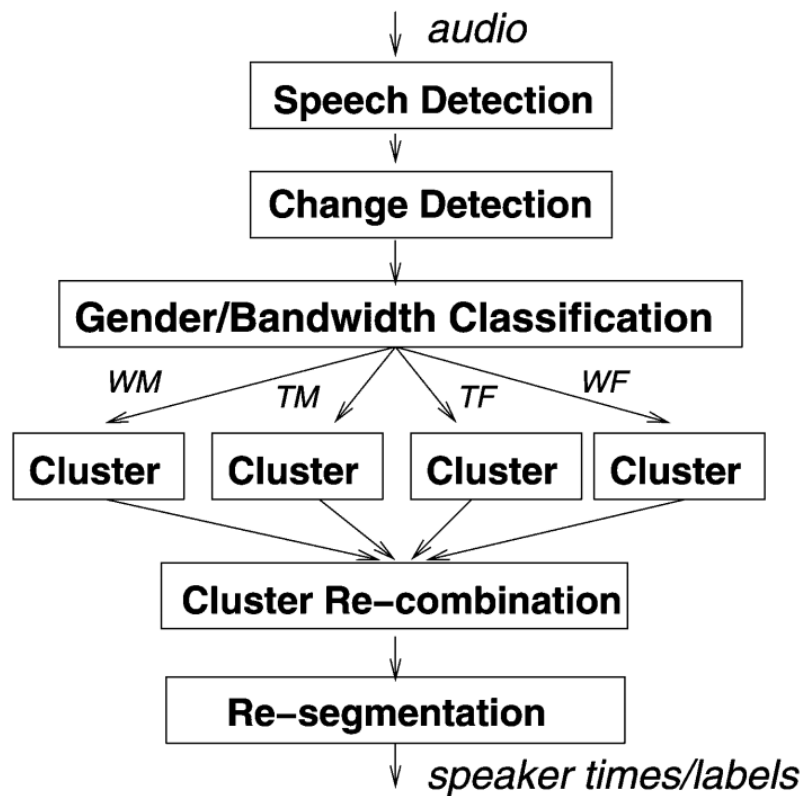 audio
Speech Detection
Change Detection
Gender/Bandwidth Classification
WM TM TF WF
Cluster Cluster Cluster Cluster
Cluster Re−combination
Re−segmentation
speaker times/labels